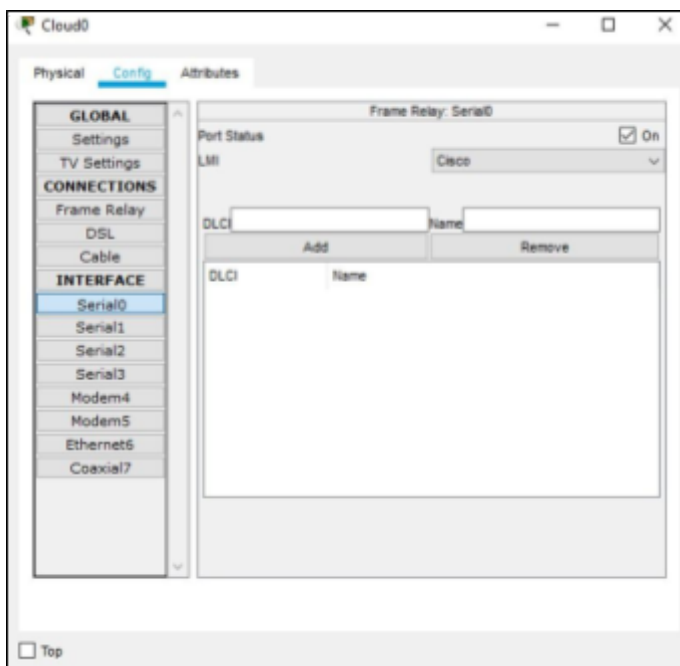 Cloud0
Physical Config Attributes
GLOBAL
Settings
TV Settings
CONNECTIONS
Frame Relay
DSL
Cable
INTERFACE
Serial0
Serial1
Serial2
Serial3
Modem4
Modem5
Ethernet6
Coaxial7
Frame Relay: Serial0
Port Status On
LMI Cisco
DLCI Name
Add Remove
DLCI Name
Top